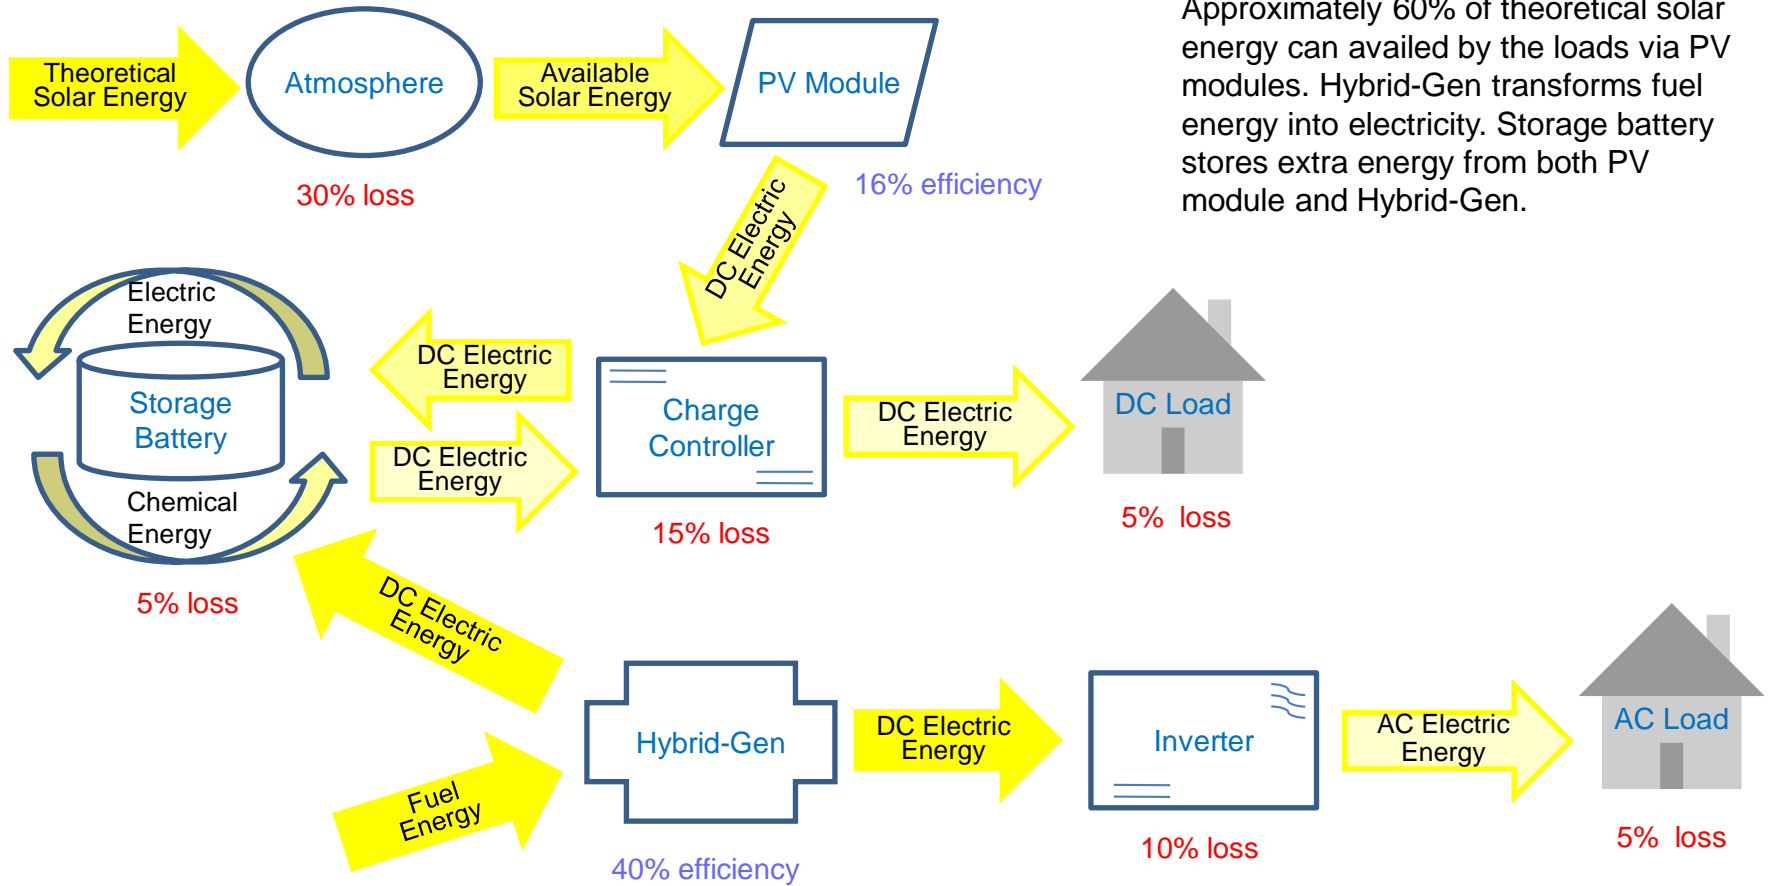 Approximately 60% of theoretical solar
energy can availed by the loads via PV
modules. Hybrid-Gen transforms fuel
energy into electricity. Storage battery
stores extra energy from both PV
module and Hybrid-Gen.
Theoretical
Solar Energy
Atmosphere
30% loss
Available
Solar Energy
PV Module
16% efficiency
DC Electric
Energy
Electric
Energy
Storage
Battery
Chemical
Energy
5% loss
DC Electric
Energy
DC Electric
Energy
Charge
Controller
15% loss
DC Electric
Energy
DC Load
5% loss
DC Electric
Energy
Fuel
Energy
Hybrid-Gen
40% efficiency
DC Electric
Energy
Inverter
10% loss
AC Electric
Energy
AC Load
5% loss